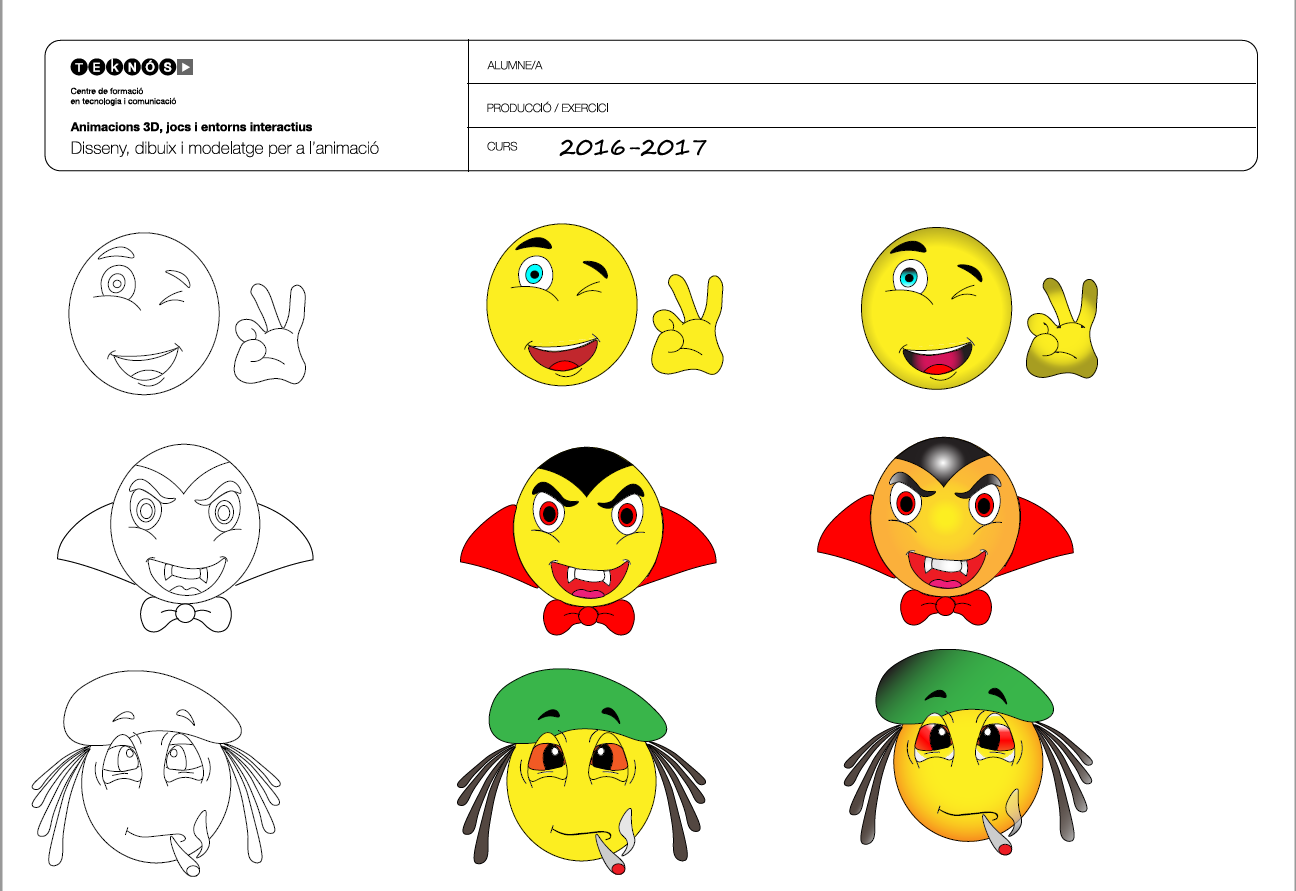 TEKNÓS
Centre de formació
en tecnologia i comunicació
Animacions 3D, jocs i entorns interactius
Disseny, dibuix i modelatge per a l'animació
ALUMNE/A
PRODUCCIÓ / EXERCICI
CURS 2016-2017